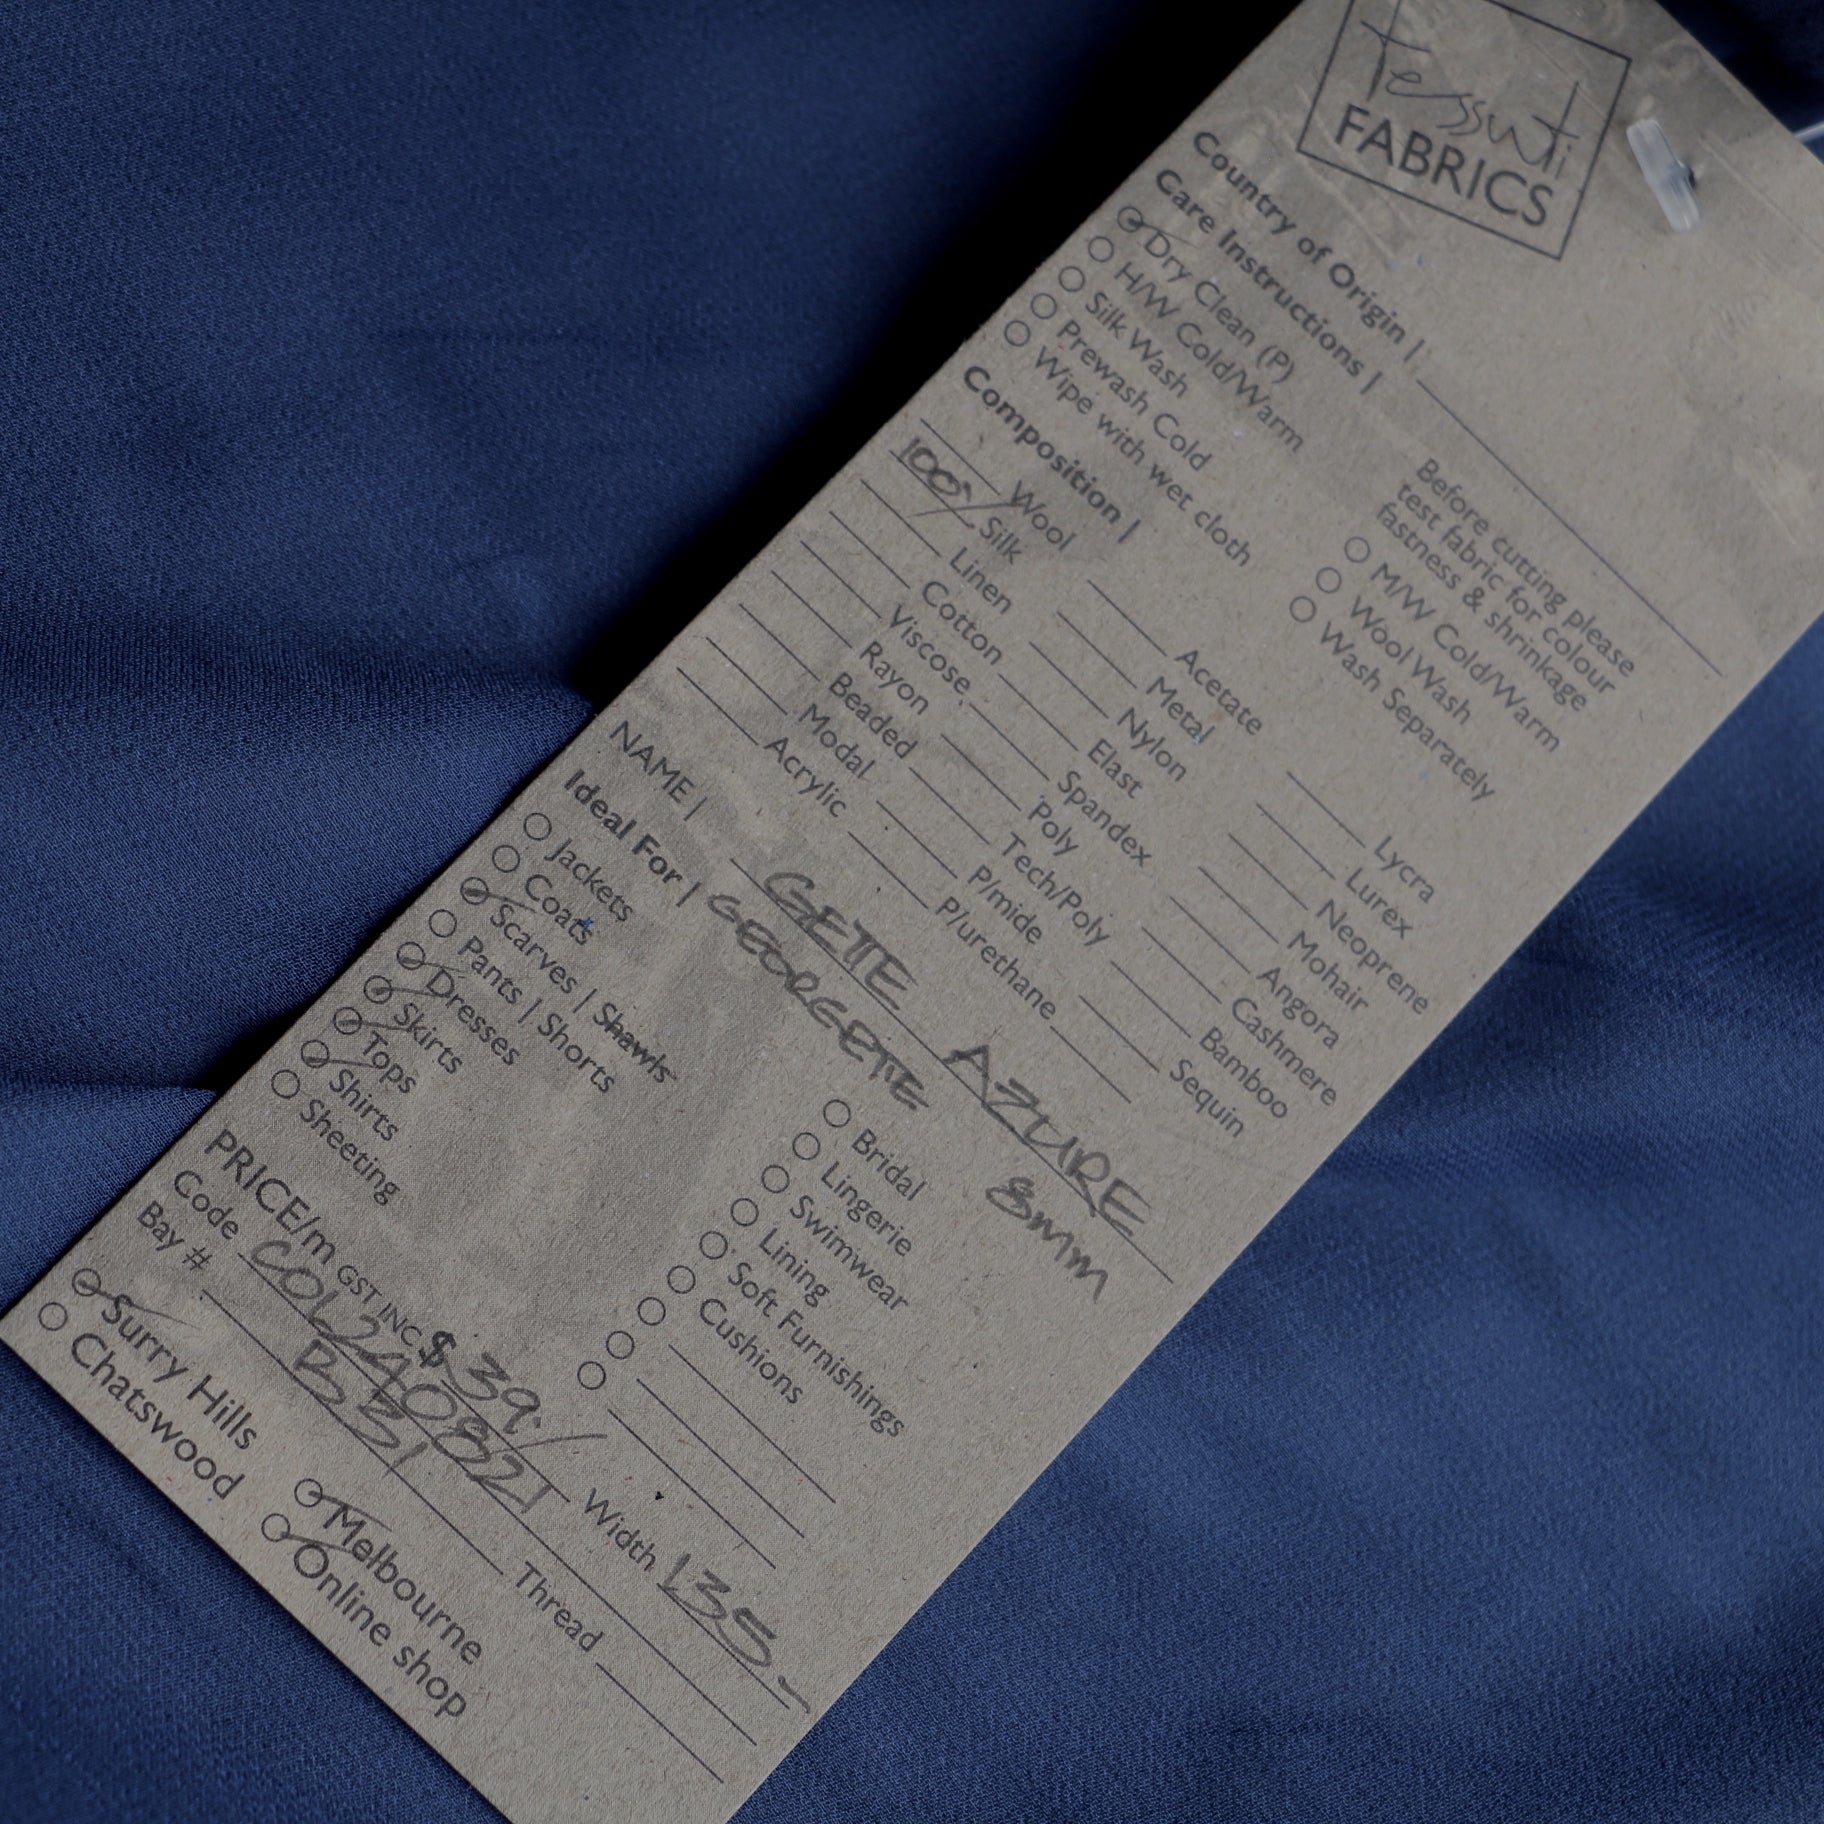 tessuti
FABRICS
Country of Origin |
Care Instructions |
Dry Clean (P)
H/W Cold/Warm
Silk Wash
Prewash Cold
Wipe with wet cloth
Before cutting please
test fabric for colour
fastness & shrinkage
M/W Cold/Warm
Wool Wash
Wash Separately
Composition |
Wool
100% Silk
Linen
Cotton
Viscose
Rayon
Beaded
Modal
Acrylic
Acetate
Metal
Nylon
Elast
Spandex
Poly
Tech/Poly
P/mide
P/urethane
Lycra
Lurex
Neoprene
Mohair
Angora
Cashmere
Bamboo
Sequin
NAME | GETTE AZURE
Ideal For | GEORGETTE 8mm
Jackets
Coats
Scarves | Shawls
Pants | Shorts
Dresses
Skirts
Tops
Shirts
Sheeting
Bridal
Lingerie
Swimwear
Lining
Soft Furnishings
Cushions
PRICE/m GST INC $ 39.
Code COL240821 Width 135
Bay # B31 Thread
Surry Hills
Chatswood
Melbourne
Online shop